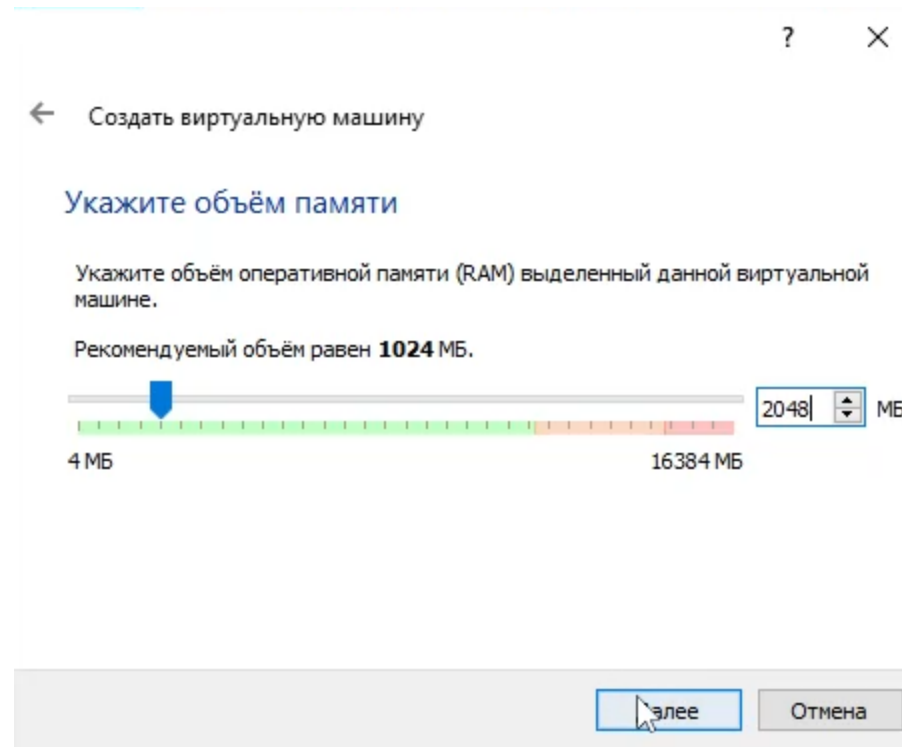 ?
Создать виртуальную машину
Укажите объём памяти
Укажите объём оперативной памяти (RAM) выделенный данной виртуальной
машине.
Рекомендуемый объём равен 1024 МБ.
2048 МБ
4 МБ 16384 МБ
Далее Отмена